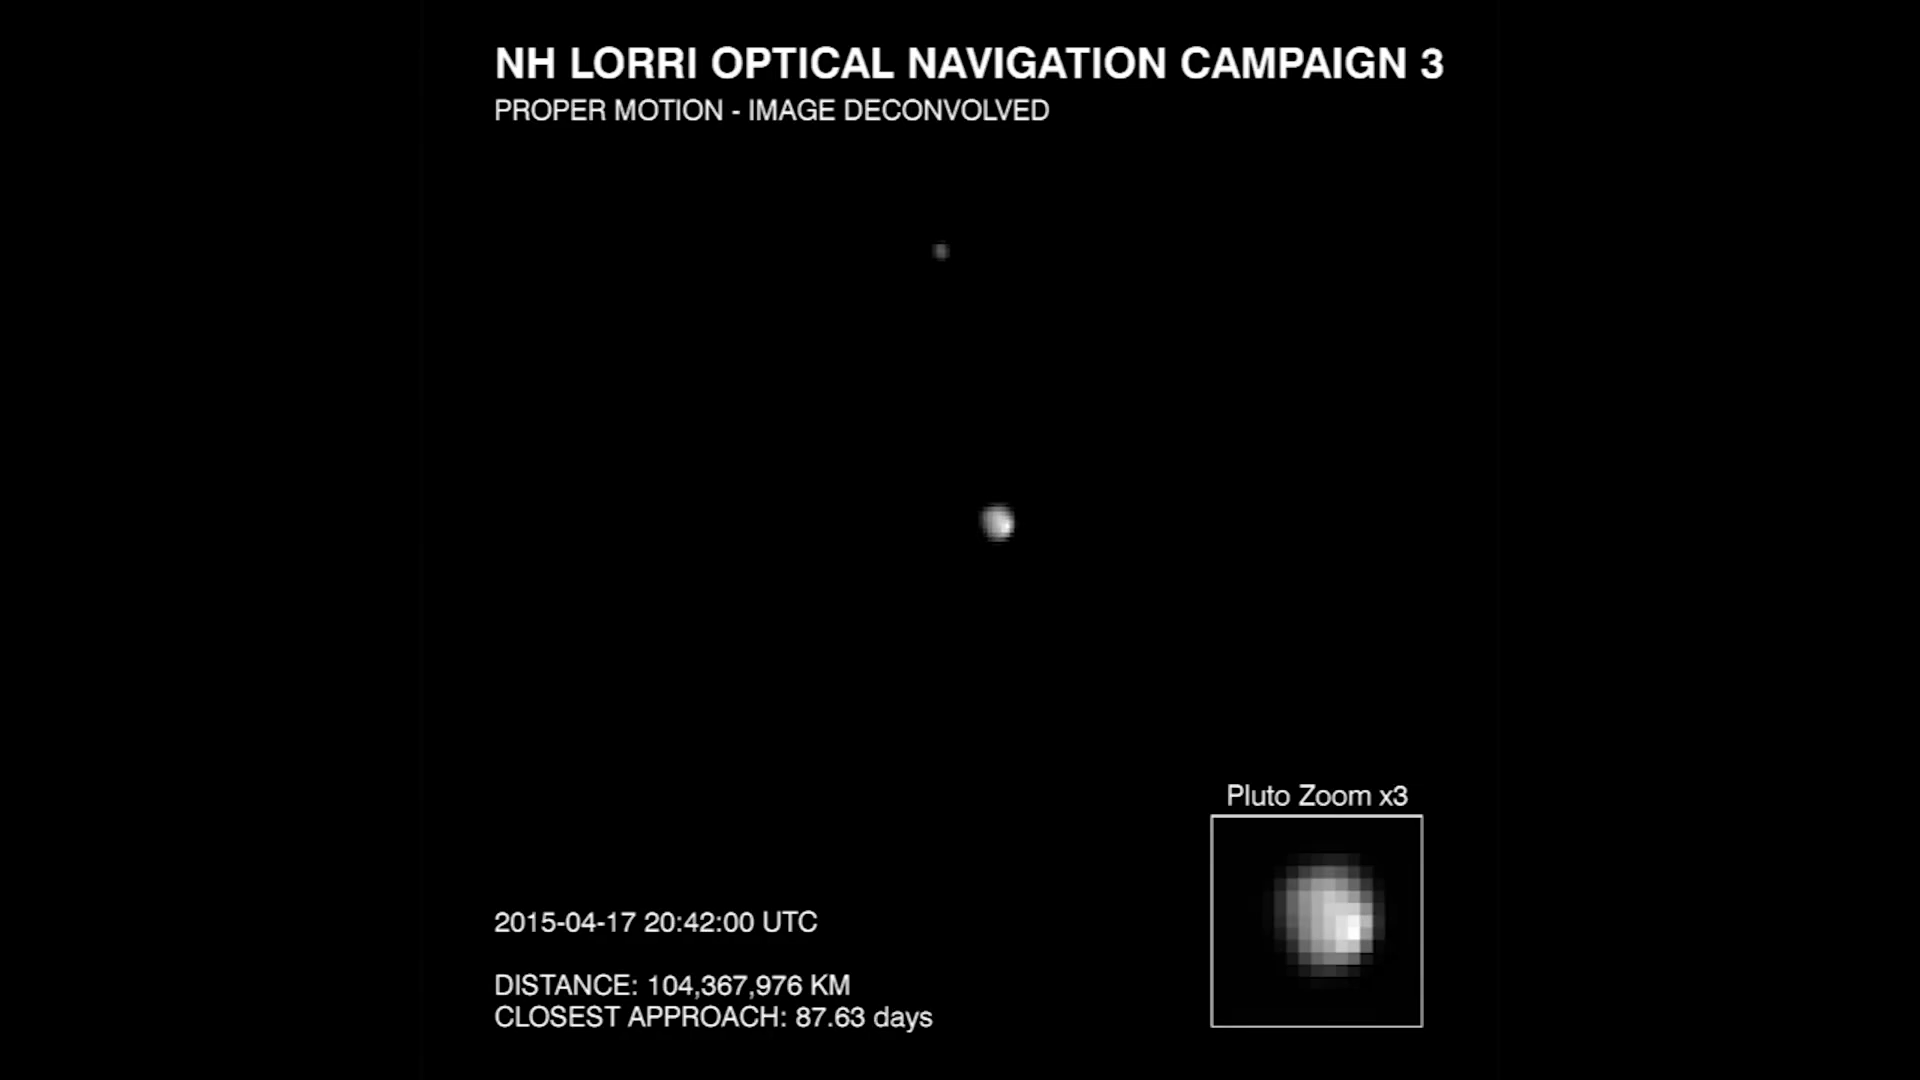 NH LORRI OPTICAL NAVIGATION CAMPAIGN 3
PROPER MOTION - IMAGE DECONVOLVED
Pluto Zoom x3
2015-04-17 20:42:00 UTC
DISTANCE: 104,367,976 KM
CLOSEST APPROACH: 87.63 days